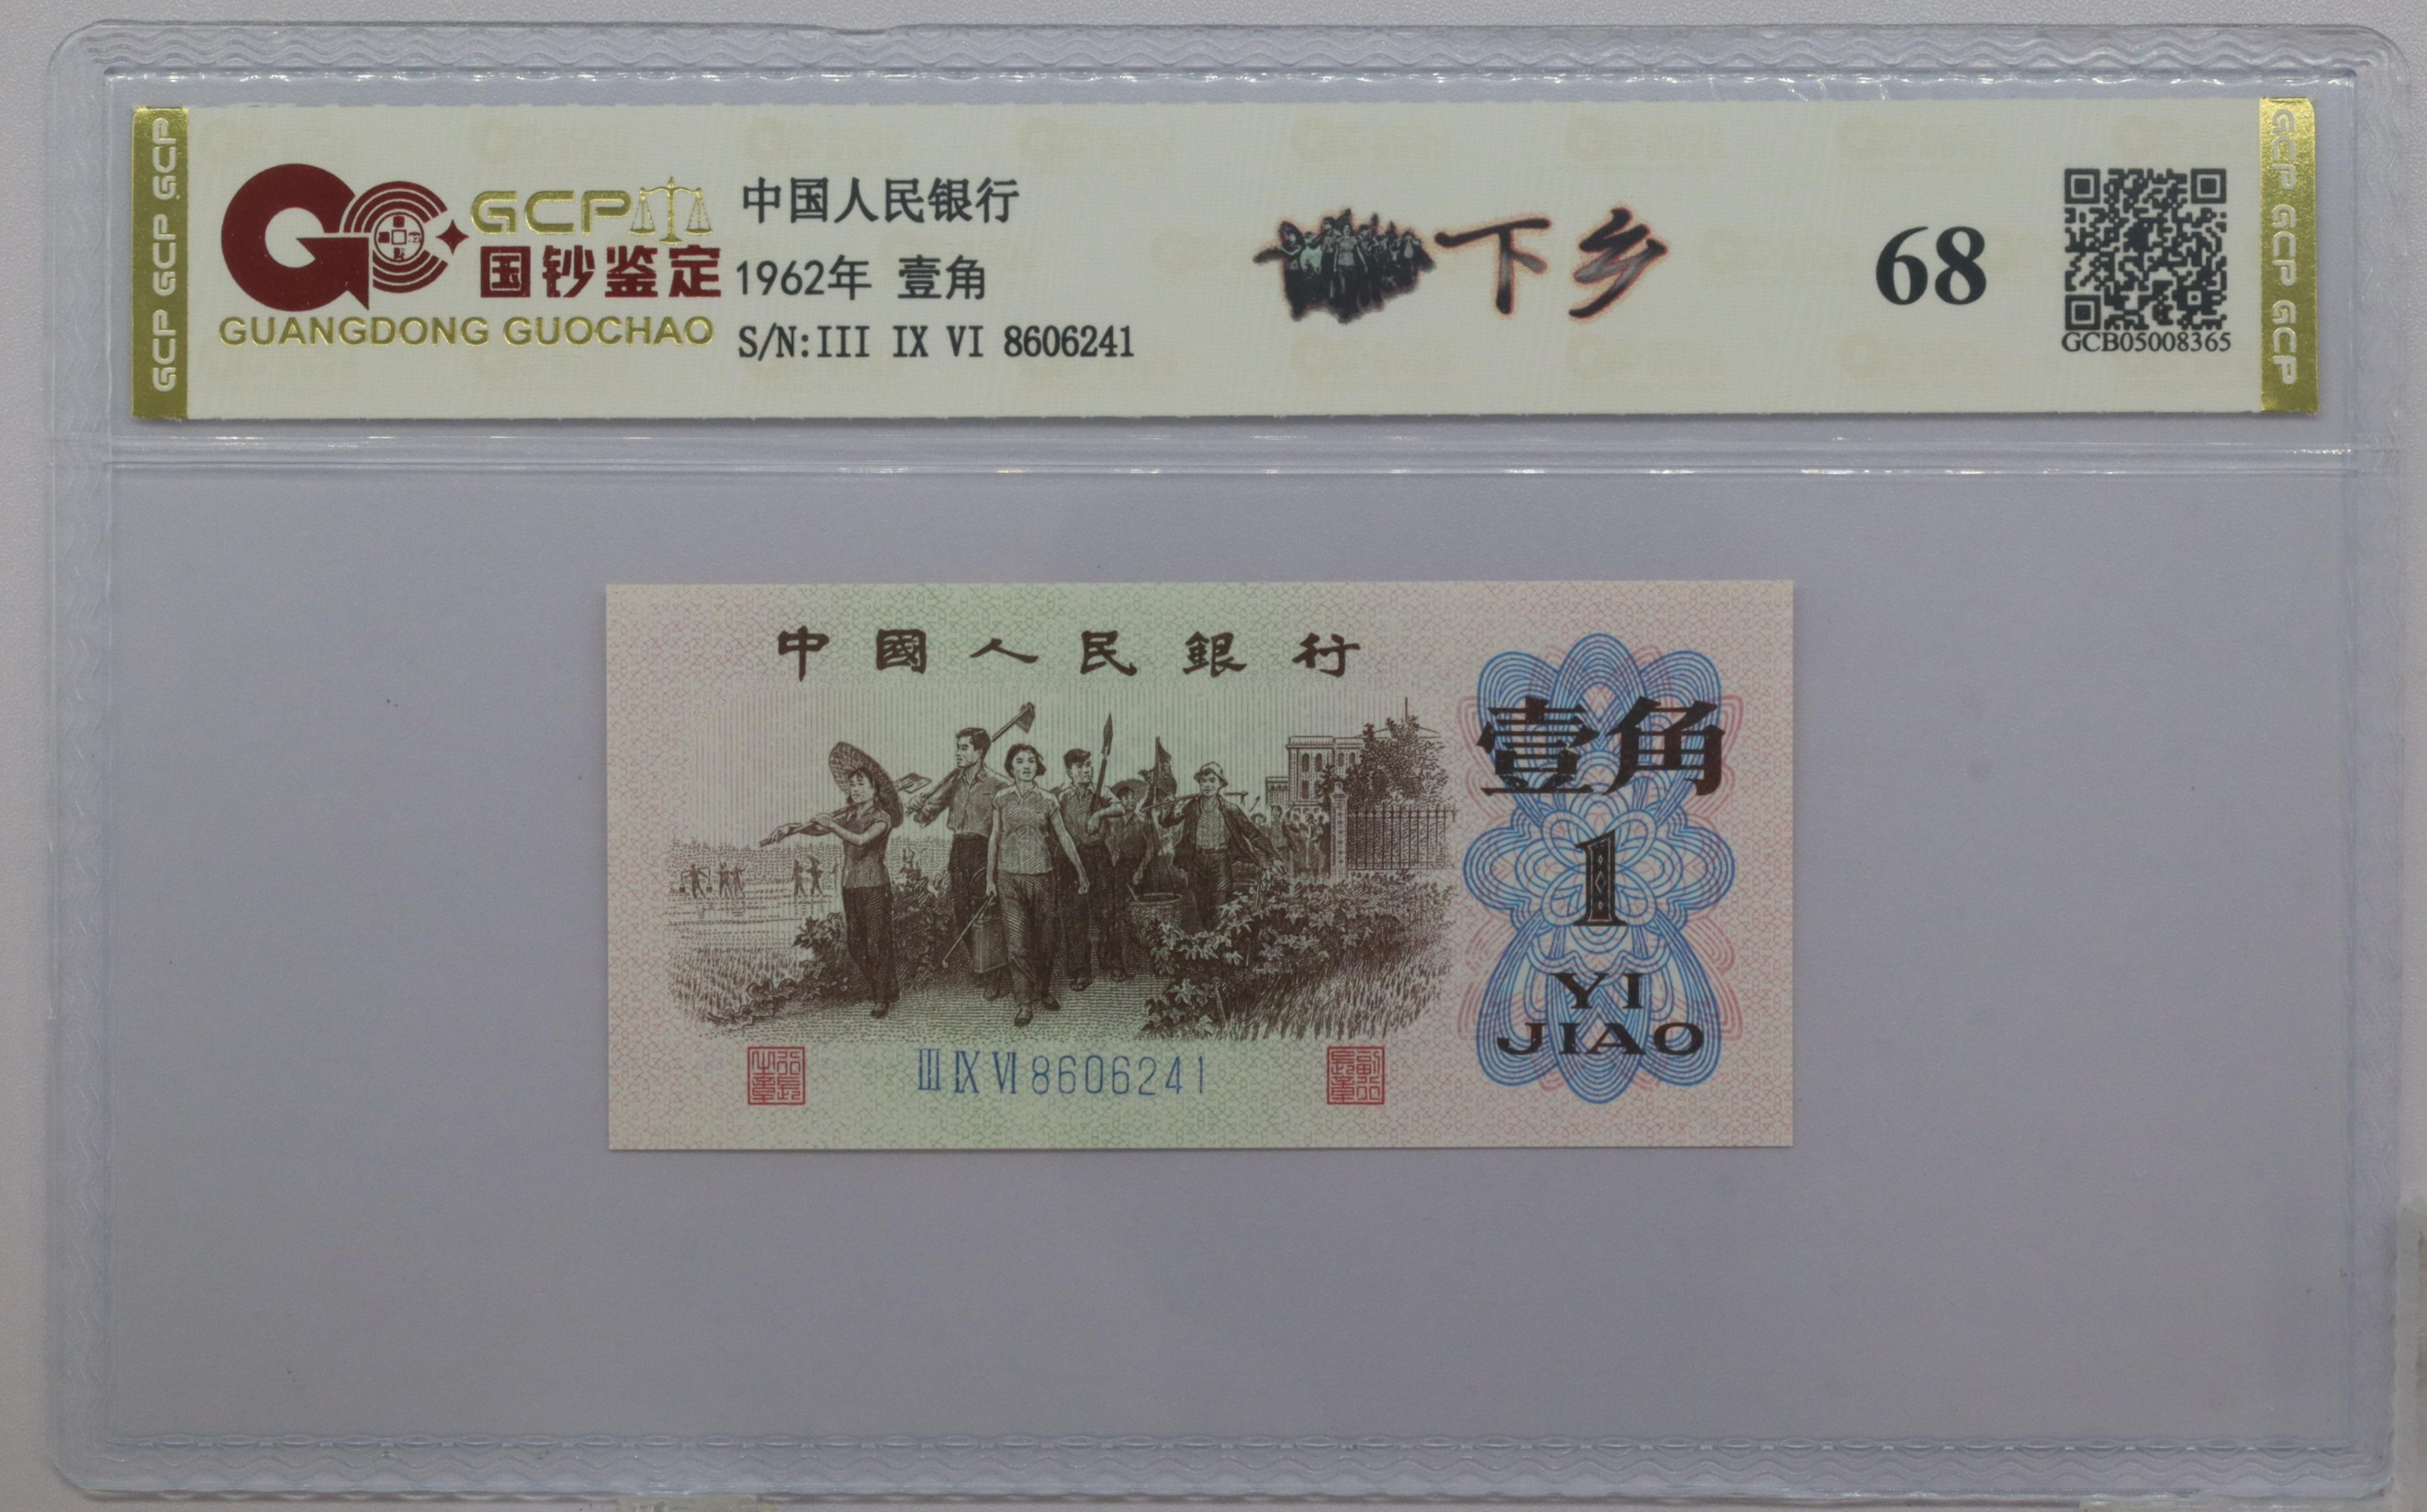 GCP
国钞鉴定
GUANGDONG GUOCHAO
中国人民银行
1962年 壹角
S/N:III IX VI 8606241
下乡
68
GCB05008365
GCP GCP GCP
GCP GCP GCP
中國人民銀行
壹角
1
YI
JIAO
III IX VI 8606241